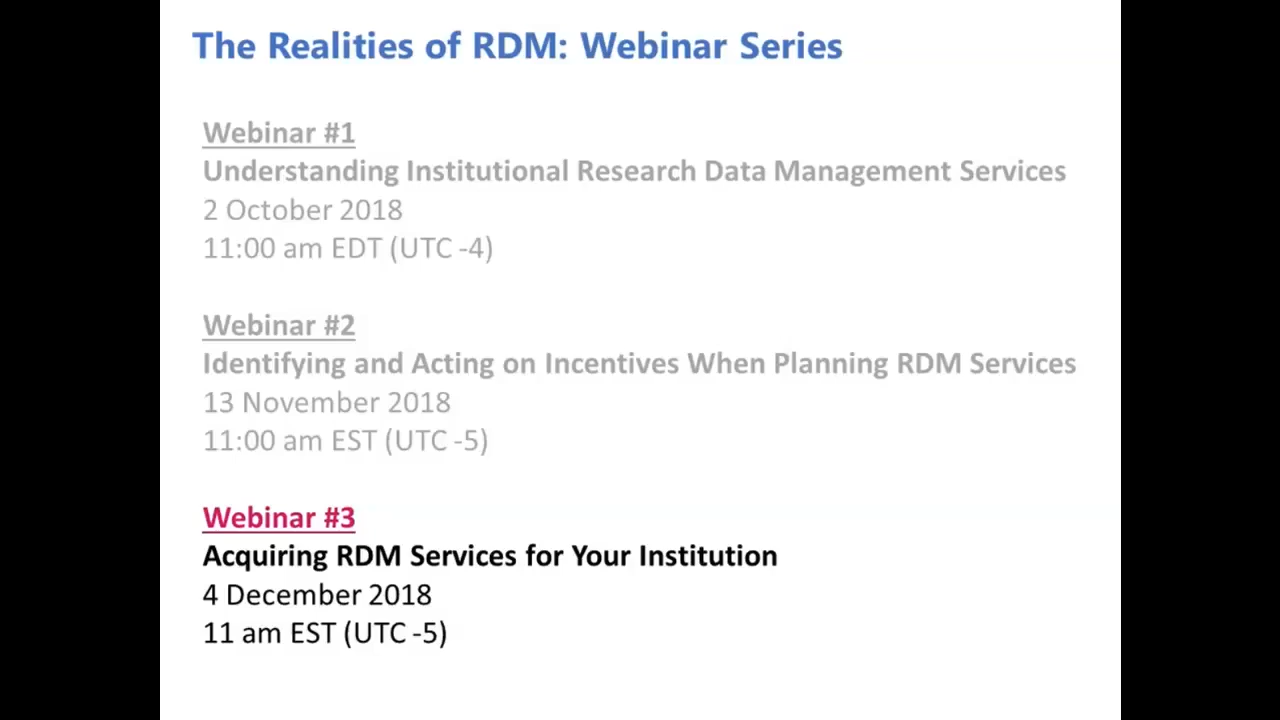 The Realities of RDM: Webinar Series
Webinar #1
Understanding Institutional Research Data Management Services
2 October 2018
11:00 am EDT (UTC -4)
Webinar #2
Identifying and Acting on Incentives When Planning RDM Services
13 November 2018
11:00 am EST (UTC -5)
Webinar #3
Acquiring RDM Services for Your Institution
4 December 2018
11 am EST (UTC -5)